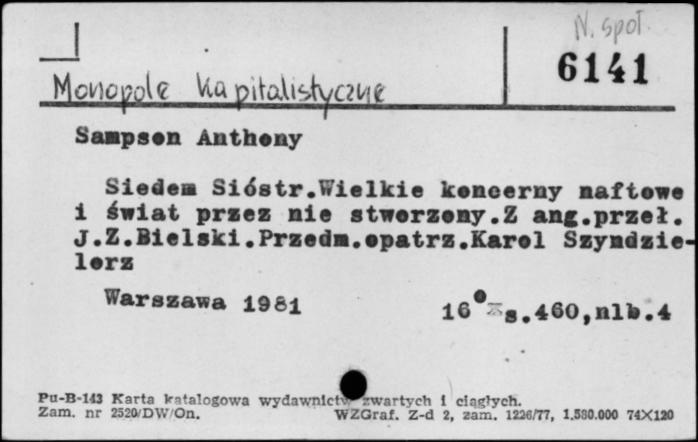 N. społ.
6141
Monopole kapitalistyczne
Sampson Anthony
Siedem Sióstr.Wielkie koncerny naftowe
i świat przez nie stworzony.Z ang.przeł.
J.Z.Bielski.Przedm.opatrz.Karol Szyndzie-
lorz
Warszawa 1981
16° s.460,nlb.4
Pu-B-143 Karta katalogowa wydawnictw zwartych i ciągłych.
Zam. nr 2520/DW/On. WZGraf. Z-d 2, zam. 1226/77, 1.580.000 74X120